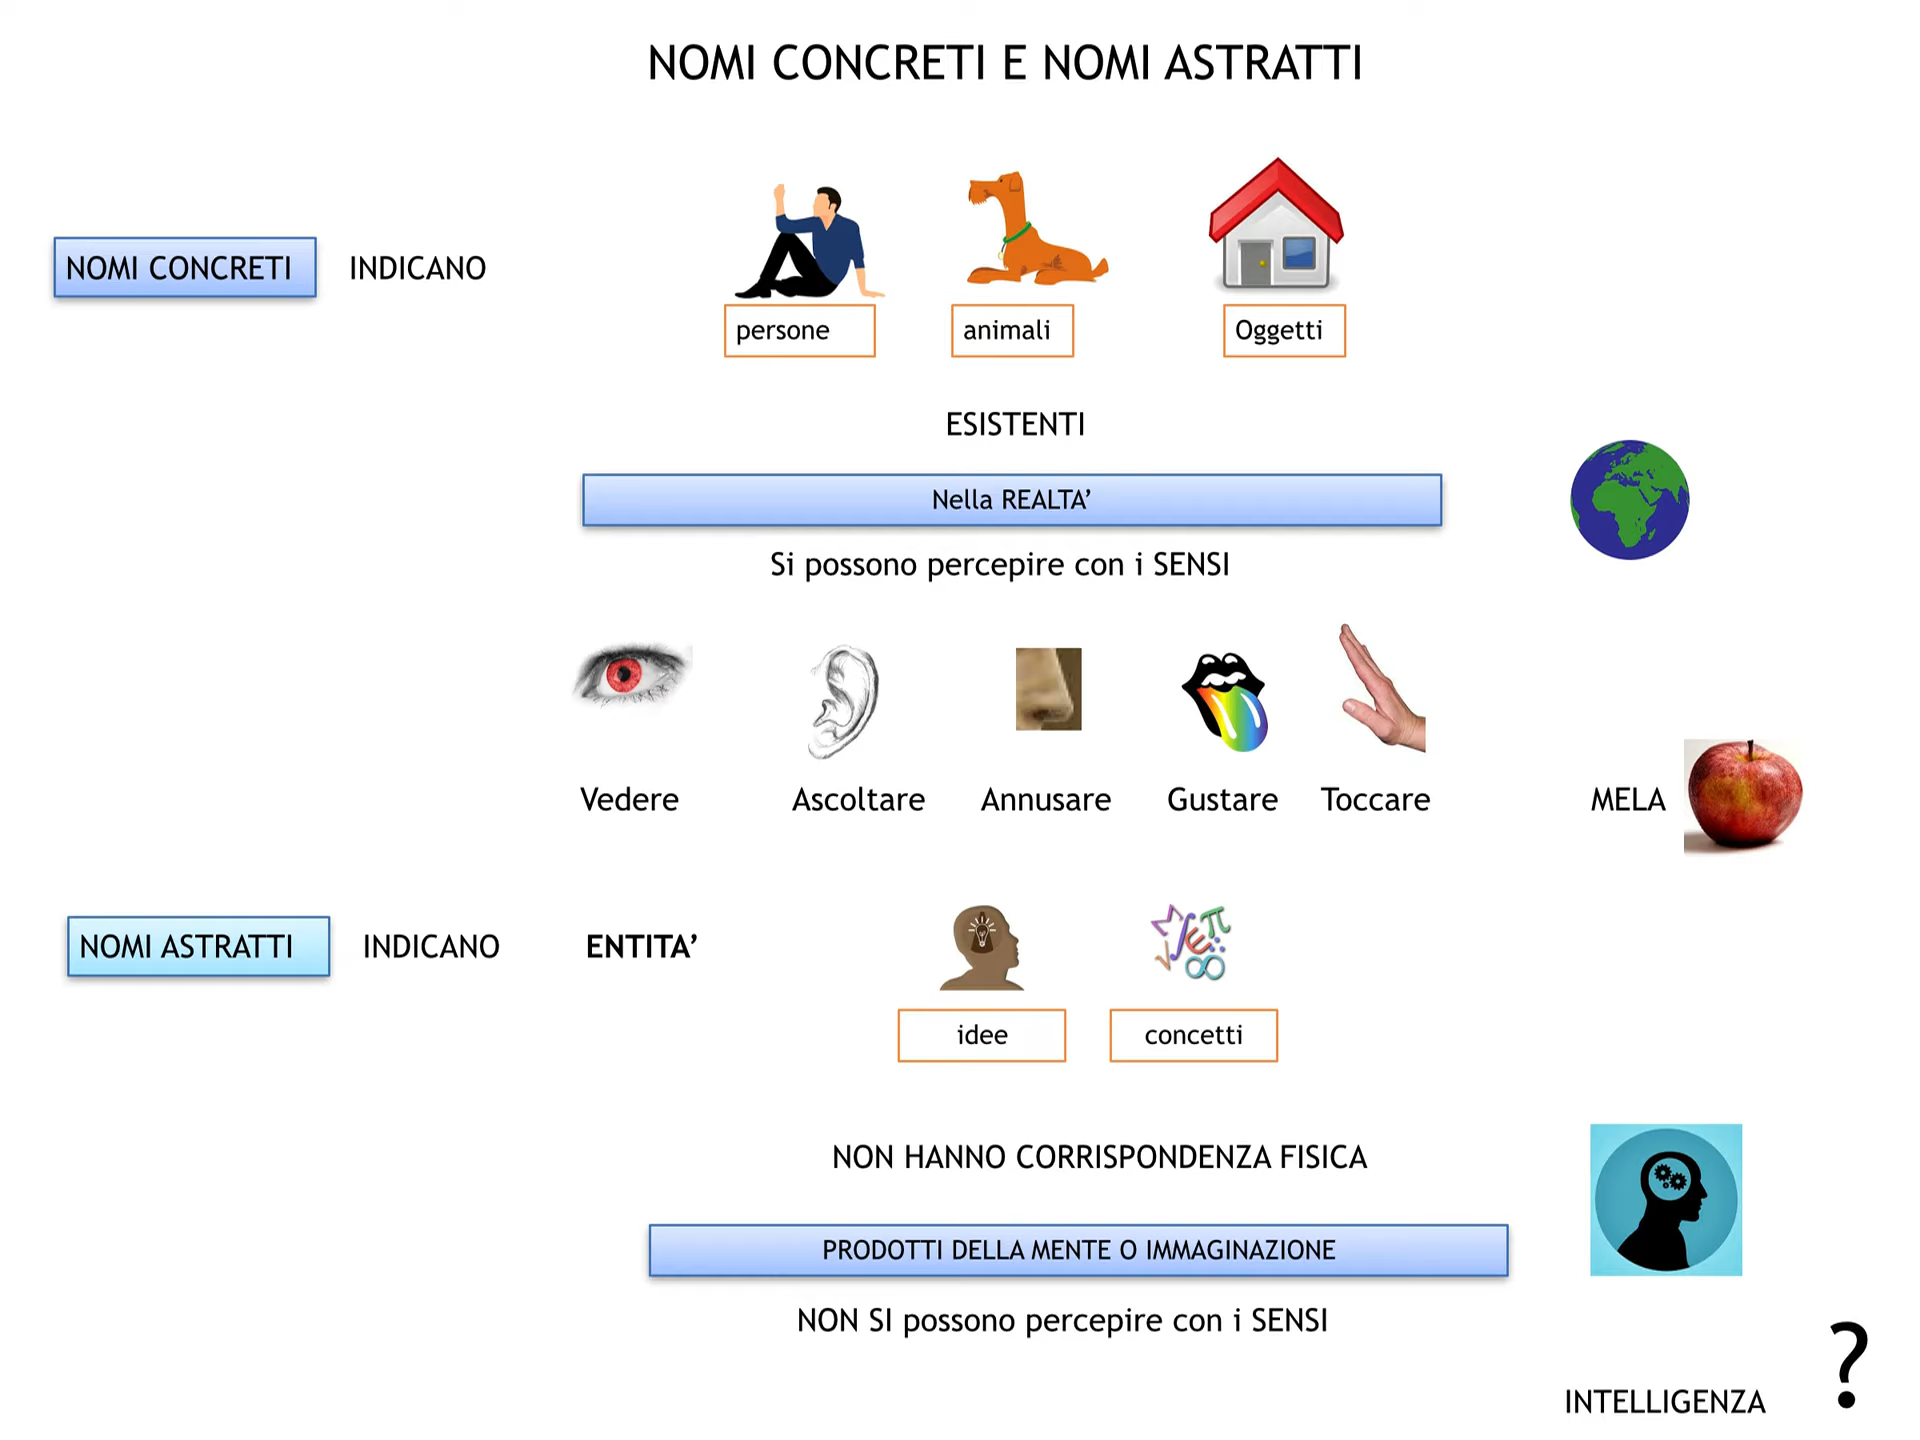 NOMI CONCRETI E NOMI ASTRATTI
NOMI CONCRETI INDICANO
persone animali Oggetti
ESISTENTI
Nella REALTA’
Si possono percepire con i SENSI
Vedere Ascoltare Annusare Gustare Toccare MELA
NOMI ASTRATTI INDICANO ENTITA’
idee concetti
NON HANNO CORRISPONDENZA FISICA
PRODOTTI DELLA MENTE O IMMAGINAZIONE
NON SI possono percepire con i SENSI
INTELLIGENZA ?